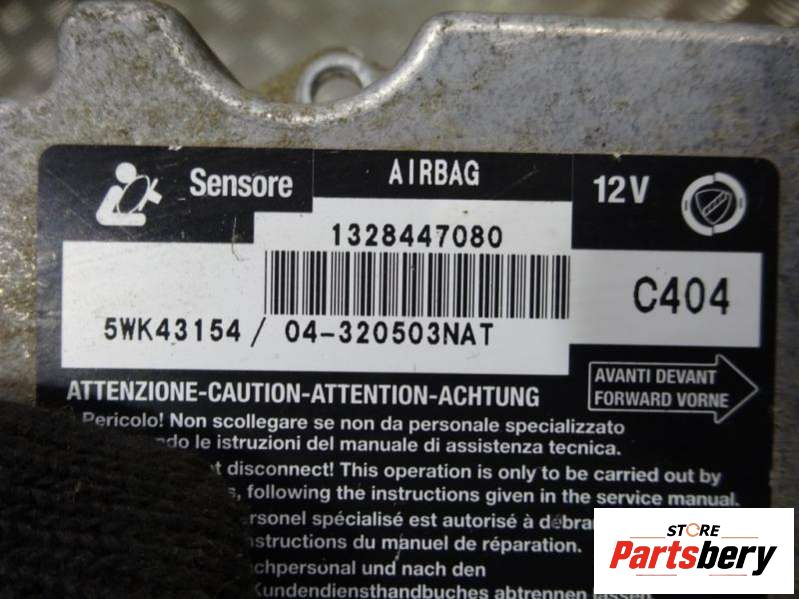 Sensore
AIRBAG
12V
1328447080
C404
5WK43154 / 04-320503NAT
ATTENZIONE-CAUTION-ATTENTION-ACHTUNG
AVANTI DEVANT
FORWARD VORNE
Pericolo! Non scollegare se non da personale specializzato
le istruzioni del manuale di assistenza tecnica.
disconnect! This operation is only to be carried out by
following the instructions given in the service manual.
spécialisé est autorisé à
du manuel de réparation.
und nach den
Kundendiensthandbuches abtrennen lassen.
STORE
Partsbery